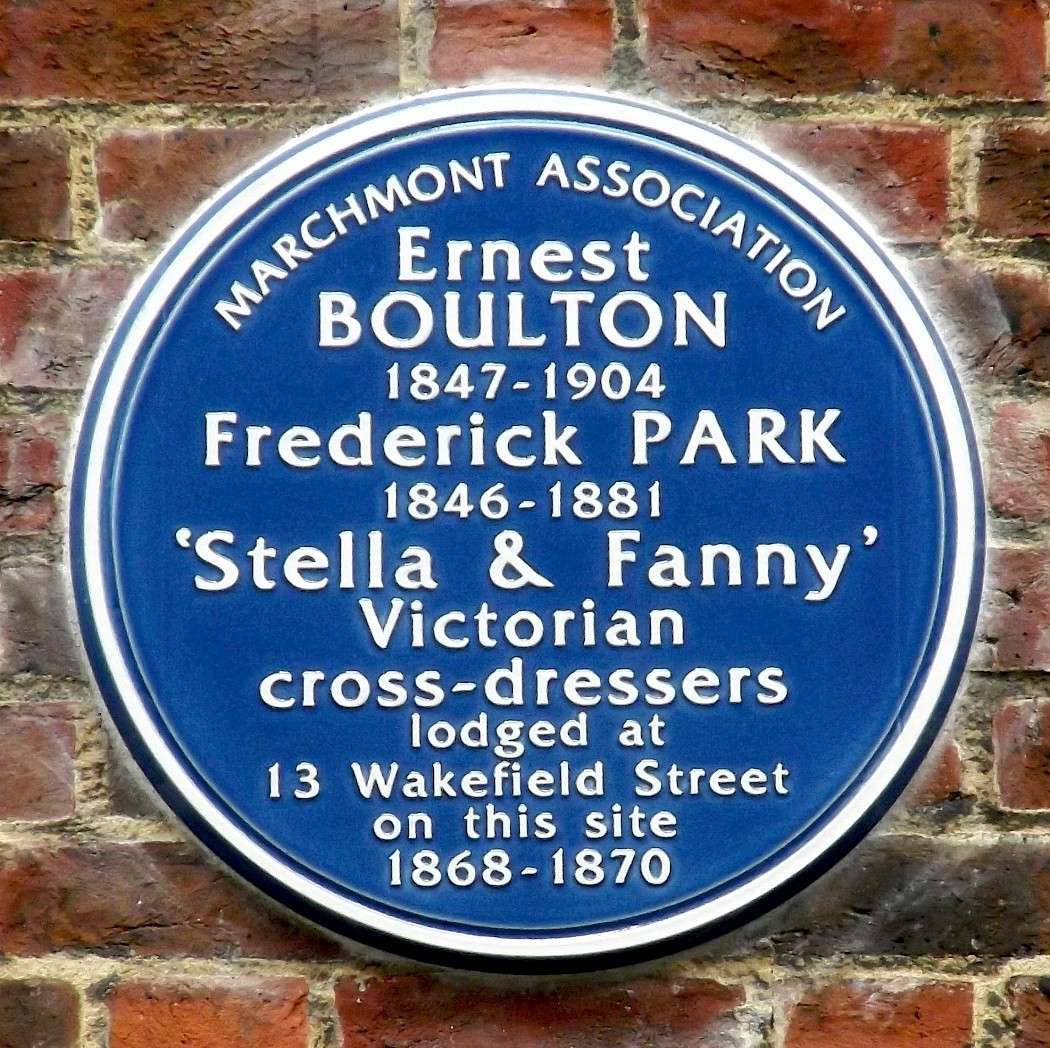 MARCHMONT ASSOCIATION
Ernest
BOULTON
1847-1904
Frederick PARK
1846-1881
‘Stella & Fanny’
Victorian
cross-dressers
lodged at
13 Wakefield Street
on this site
1868-1870